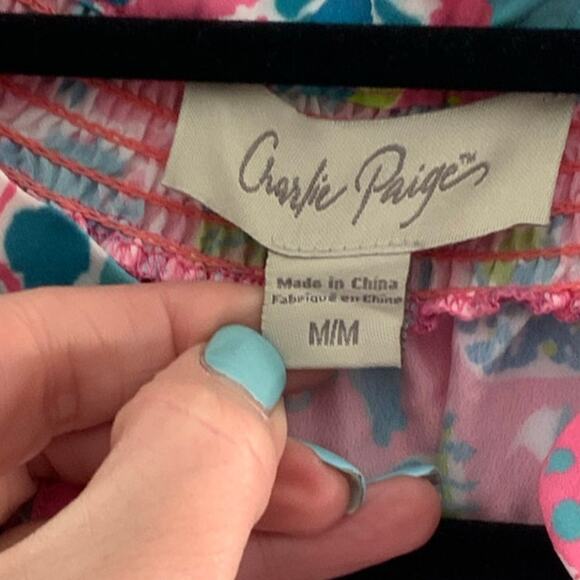 Charlie Paige™
Made in China
Fabriqué en Chine
M/M